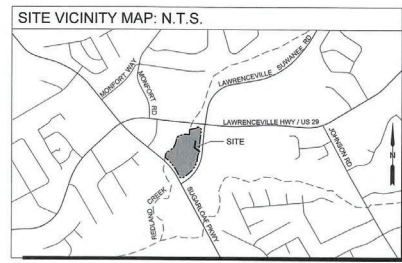 SITE VICINITY MAP: N.T.S.
MONFORT WAY
MONFORT RD
LAWRENCEVILLE SUWANEE RD
LAWRENCEVILLE HWY / US 29
SITE
JOHNSON RD
N
REDLAND CREEK
SUGARLOAF PKWY